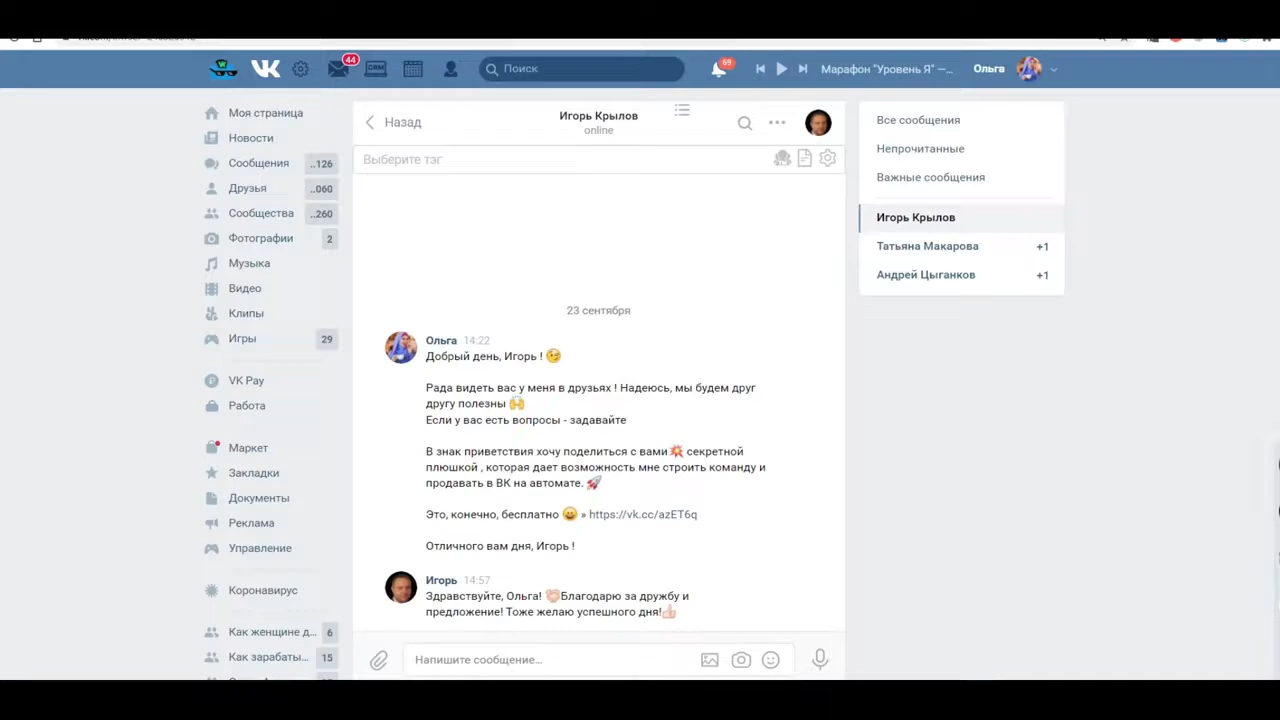 44
CRM
Поиск
69
Марафон "Уровень Я" —...
Ольга
Моя страница
Новости
Сообщения ..126
Друзья ..060
Сообщества ..260
Фотографии 2
Музыка
Видео
Клипы
Игры 29
VK Pay
Работа
Маркет
Закладки
Документы
Реклама
Управление
Коронавирус
Как женщине д... 6
Как зарабаты... 15
Назад
Игорь Крылов
online
Выберите тэг
23 сентября
Ольга 14:22
Добрый день, Игорь !
Рада видеть вас у меня в друзьях ! Надеюсь, мы будем друг
другу полезны
Если у вас есть вопросы - задавайте
В знак приветствия хочу поделиться с вами секретной
плюшкой , которая дает возможность мне строить команду и
продавать в ВК на автомате.
Это, конечно, бесплатно » https://vk.cc/azET6q
Отличного вам дня, Игорь !
Игорь 14:57
Здравствуйте, Ольга! Благодарю за дружбу и
предложение! Тоже желаю успешного дня!
Напишите сообщение...
Все сообщения
Непрочитанные
Важные сообщения
Игорь Крылов
Татьяна Макарова +1
Андрей Цыганков +1